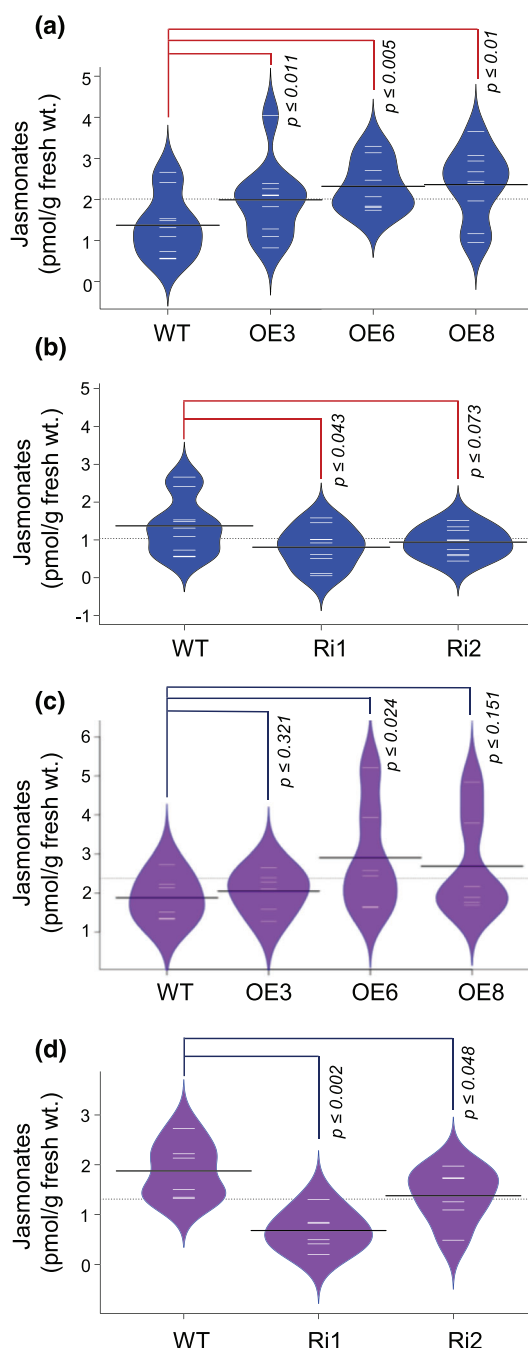 (a)
Jasmonates
(pmol/g fresh wt.)
5
4
3
2
1
0
p ≤ 0.011
p ≤ 0.005
p ≤ 0.01
WT
OE3
OE6
OE8
(b)
Jasmonates
(pmol/g fresh wt.)
5
4
3
2
1
0
-1
p ≤ 0.043
p ≤ 0.073
WT
Ri1
Ri2
(c)
Jasmonates
(pmol/g fresh wt.)
6
5
4
3
2
1
p ≤ 0.321
p ≤ 0.024
p ≤ 0.151
WT
OE3
OE6
OE8
(d)
Jasmonates
(pmol/g fresh wt.)
3
2
1
0
p ≤ 0.002
p ≤ 0.048
WT
Ri1
Ri2